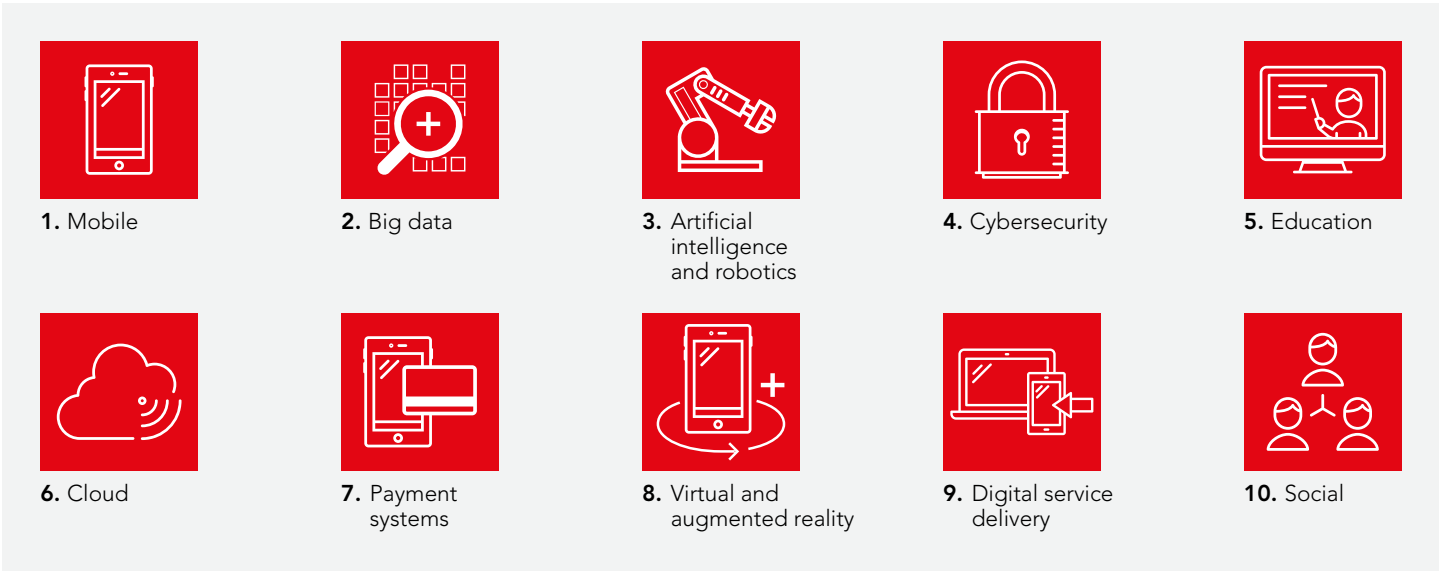 1. Mobile
2. Big data
3. Artificial
intelligence
and robotics
4. Cybersecurity
5. Education
6. Cloud
7. Payment
systems
8. Virtual and
augmented reality
9. Digital service
delivery
10. Social